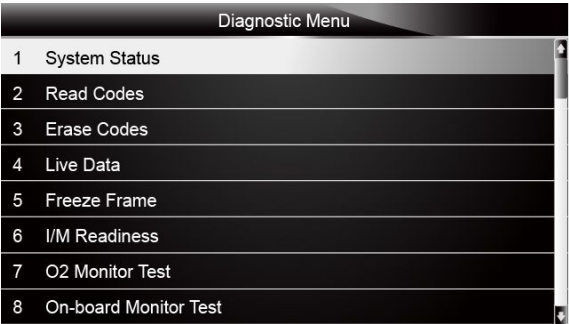 Diagnostic Menu
1 System Status
2 Read Codes
3 Erase Codes
4 Live Data
5 Freeze Frame
6 I/M Readiness
7 O2 Monitor Test
8 On-board Monitor Test